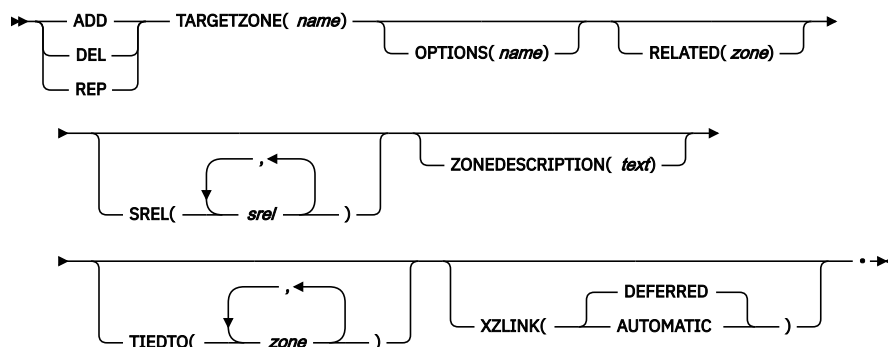 ADD TARGETZONE( name)
DEL OPTIONS( name) RELATED( zone)
REP
,
SREL( srel )
ZONEDESCRIPTION( text)
,
TIEDTO( zone )
DEFERRED
XZLINK( AUTOMATIC )
.